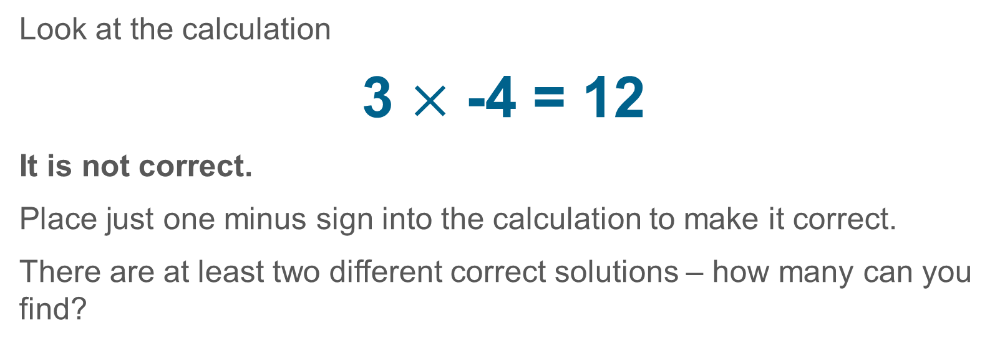 Look at the calculation
3 × -4 = 12
It is not correct.
Place just one minus sign into the calculation to make it correct.
There are at least two different correct solutions – how many can you
find?